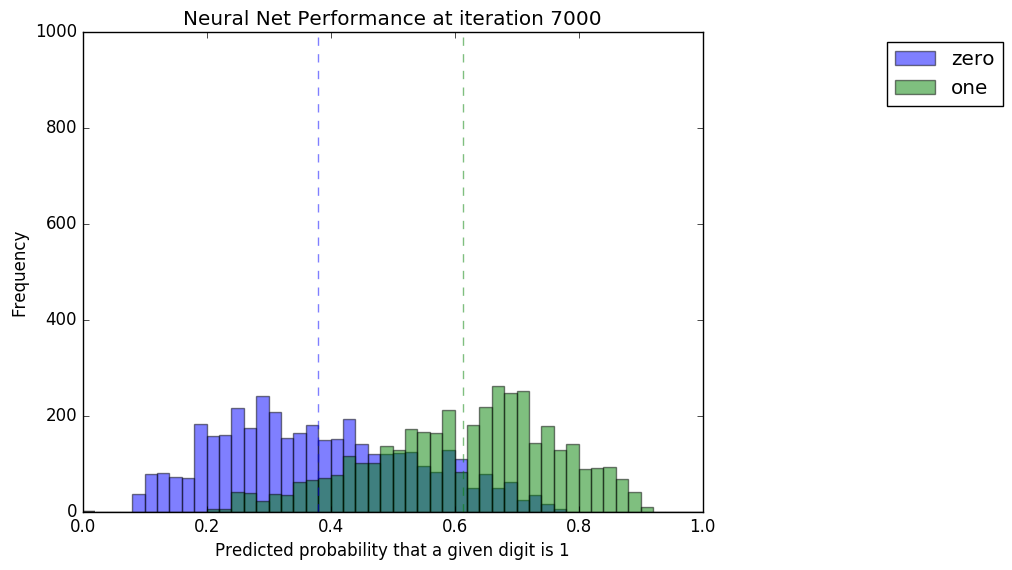 Neural Net Performance at iteration 7000
zero
one
1000
800
600
400
200
0
Frequency
0.0 0.2 0.4 0.6 0.8 1.0
Predicted probability that a given digit is 1